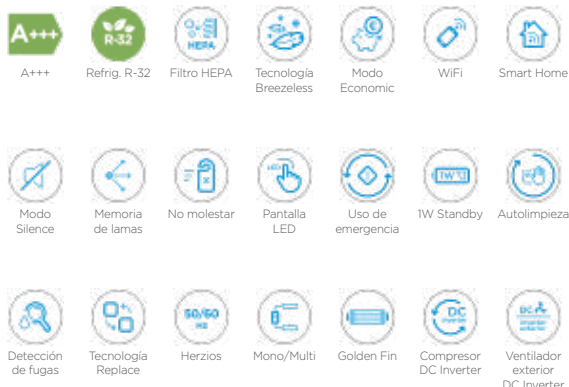 A+++
R-32
HEPA
A+++
Refrig. R-32
Filtro HEPA
Tecnología
Breezeless
Modo
Economic
WiFi
Smart Home
LED
1W
Modo
Silence
Memoria
de lamas
No molestar
Pantalla
LED
Uso de
emergencia
1W Standby
Autolimpieza
50/60
HZ
DC
DC
Detección
de fugas
Tecnología
Replace
Herzios
Mono/Multi
Golden Fin
Compresor
DC Inverter
Ventilador
exterior
DC Inverter